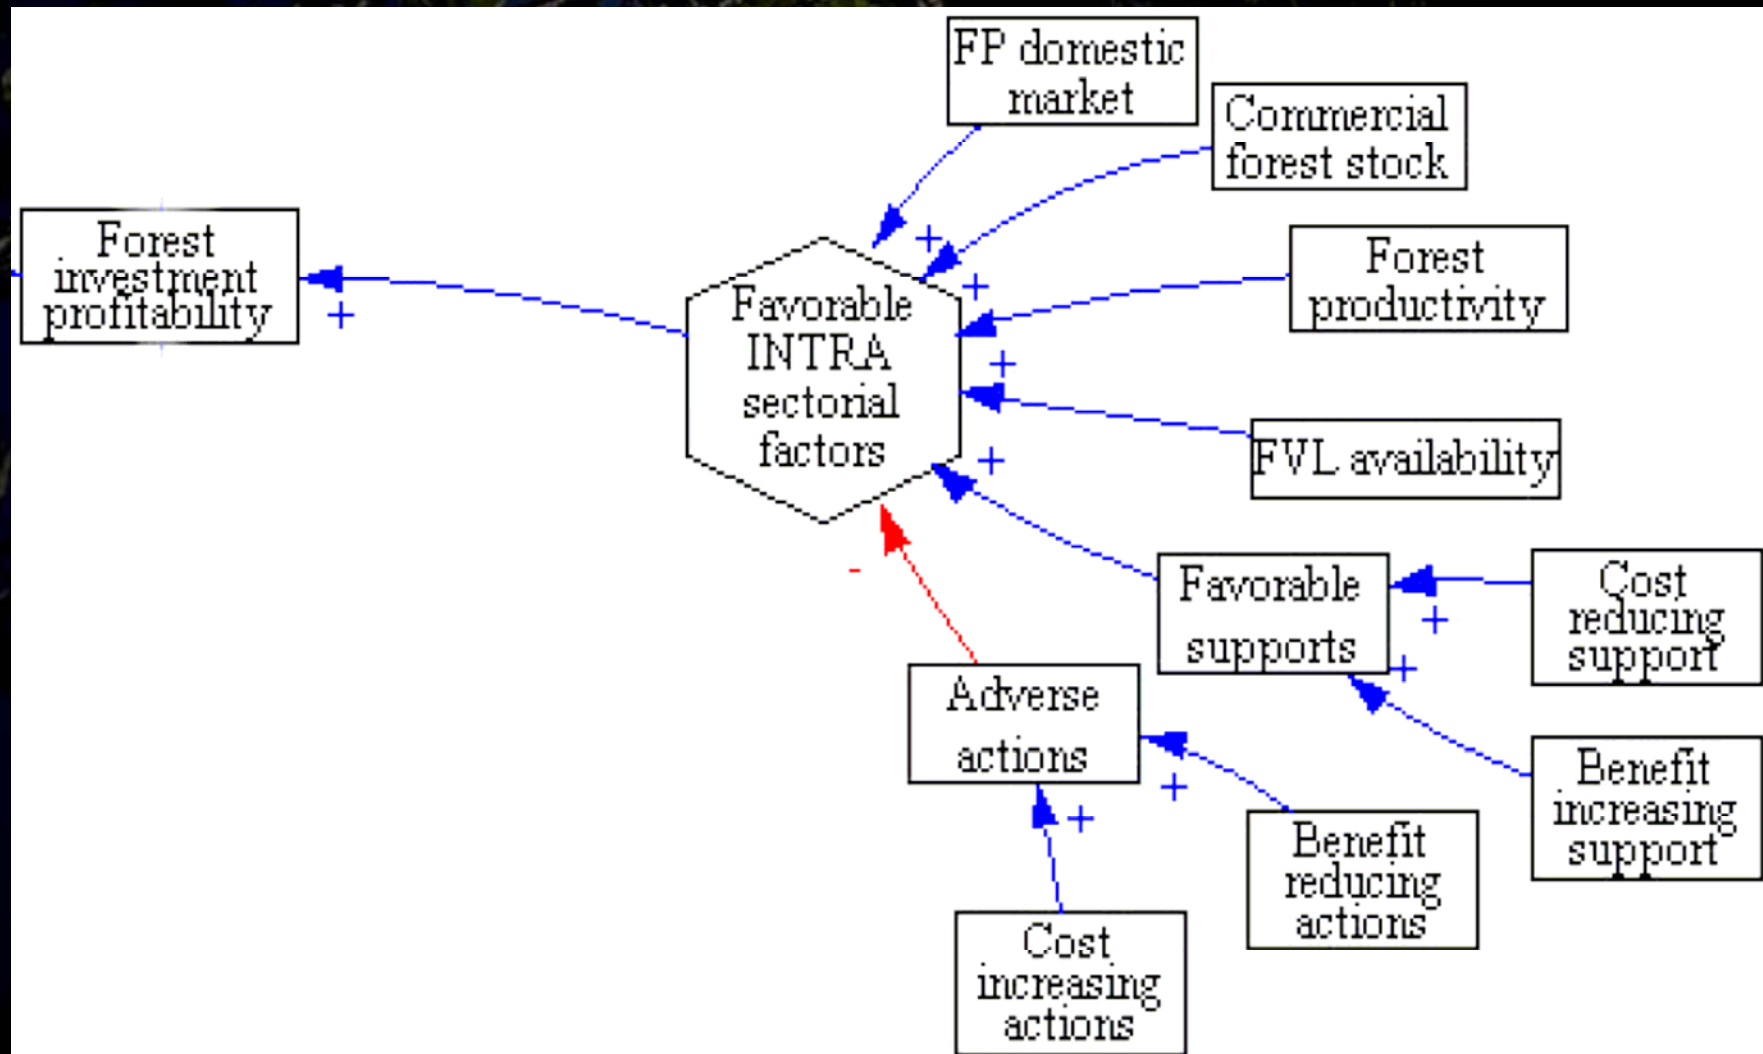 FP domestic
market
Commercial
forest stock
Forest
investment
profitability
+
Forest
productivity
+
+
Favorable
INTRA
sectorial
factors
+
FVL availability
+
-
Favorable
supports
+
+
Cost
reducing
support
Adverse
actions
+
+
Benefit
increasing
support
Benefit
reducing
actions
Cost
increasing
actions